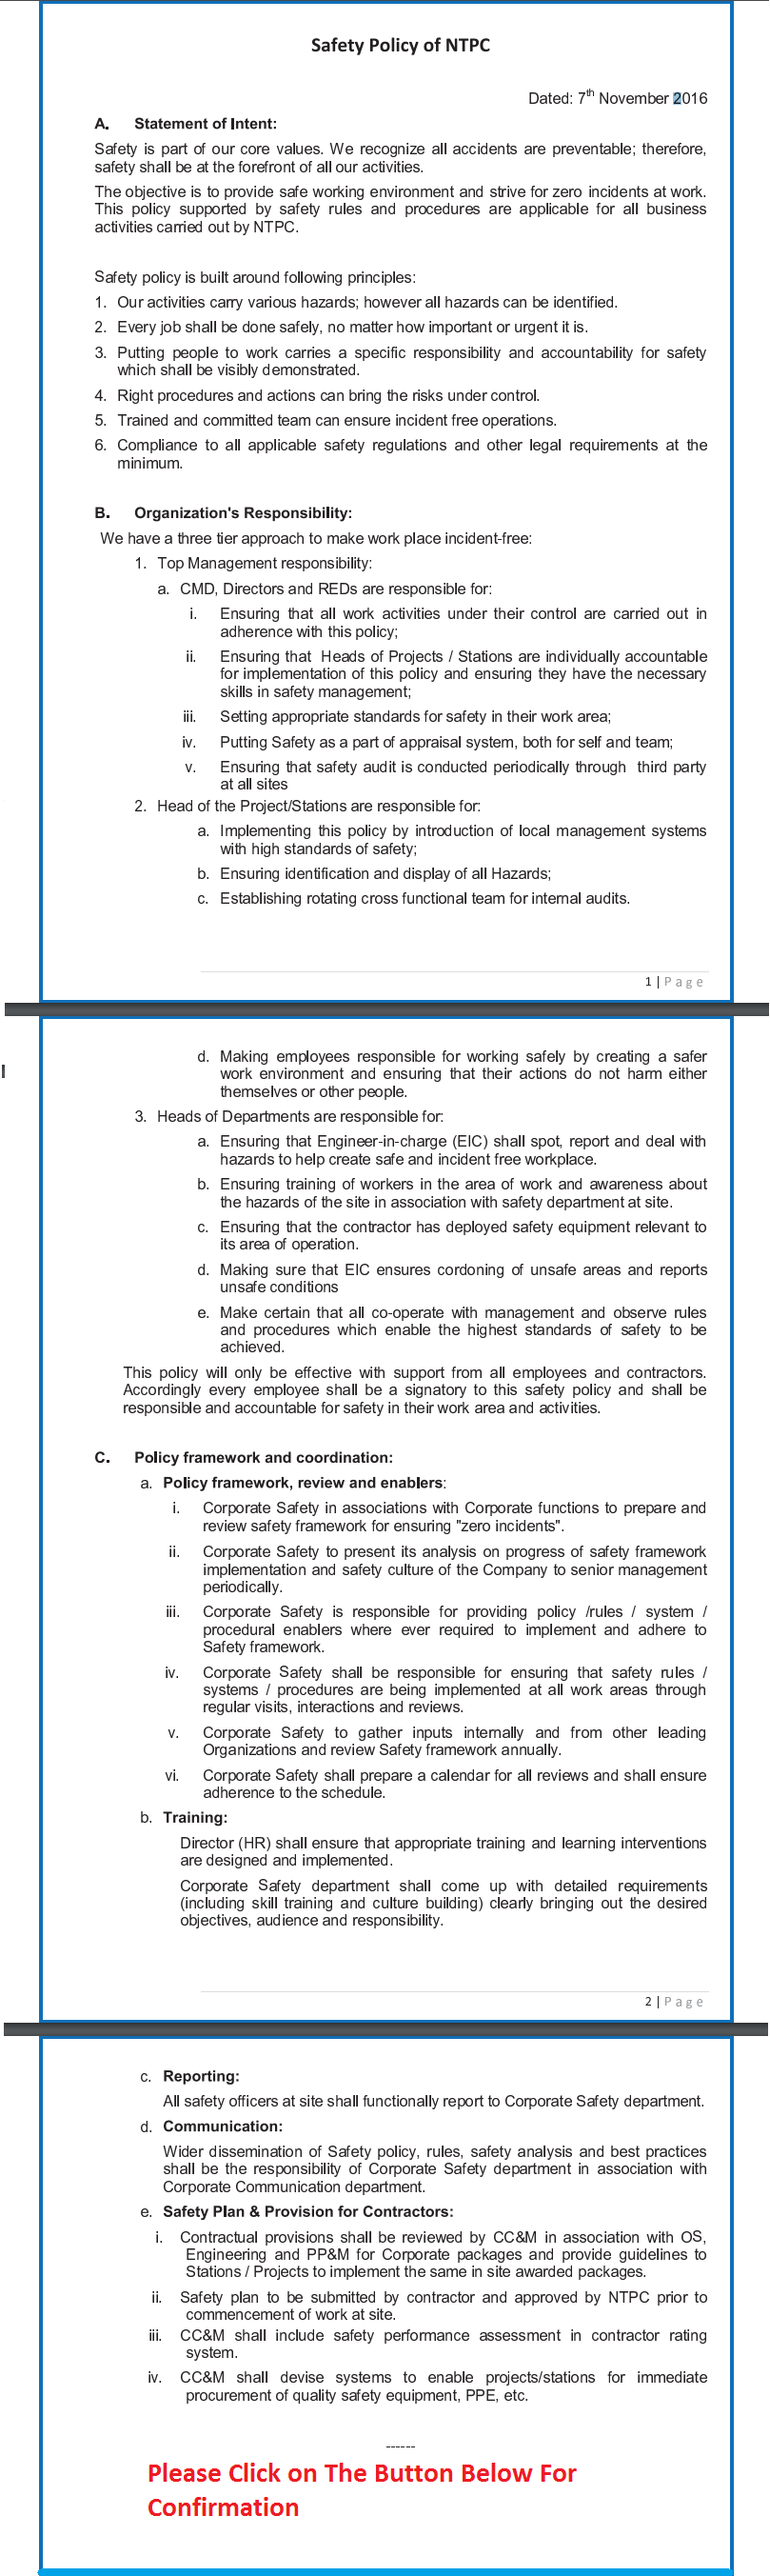 Safety Policy of NTPC
Dated: 7th November 2016
A. Statement of Intent:
Safety is part of our core values. We recognize all accidents are preventable; therefore,
safety shall be at the forefront of all our activities.
The objective is to provide safe working environment and strive for zero incidents at work.
This policy supported by safety rules and procedures are applicable for all business
activities carried out by NTPC.
Safety policy is built around following principles:
1. Our activities carry various hazards; however all hazards can be identified.
2. Every job shall be done safely, no matter how important or urgent it is.
3. Putting people to work carries a specific responsibility and accountability for safety
which shall be visibly demonstrated.
4. Right procedures and actions can bring the risks under control.
5. Trained and committed team can ensure incident free operations.
6. Compliance to all applicable safety regulations and other legal requirements at the
minimum.
B. Organization's Responsibility:
We have a three tier approach to make work place incident-free:
1. Top Management responsibility:
a. CMD, Directors and REDs are responsible for:
i. Ensuring that all work activities under their control are carried out in
adherence with this policy;
ii. Ensuring that Heads of Projects / Stations are individually accountable
for implementation of this policy and ensuring they have the necessary
skills in safety management;
iii. Setting appropriate standards for safety in their work area;
iv. Putting Safety as a part of appraisal system, both for self and team;
v. Ensuring that safety audit is conducted periodically through third party
at all sites
2. Head of the Project/Stations are responsible for:
a. Implementing this policy by introduction of local management systems
with high standards of safety;
b. Ensuring identification and display of all Hazards;
c. Establishing rotating cross functional team for internal audits.
1 | Page
d. Making employees responsible for working safely by creating a safer
work environment and ensuring that their actions do not harm either
themselves or other people.
3. Heads of Departments are responsible for:
a. Ensuring that Engineer-in-charge (EIC) shall spot, report and deal with
hazards to help create safe and incident free workplace.
b. Ensuring training of workers in the area of work and awareness about
the hazards of the site in association with safety department at site.
c. Ensuring that the contractor has deployed safety equipment relevant to
its area of operation.
d. Making sure that EIC ensures cordoning of unsafe areas and reports
unsafe conditions
e. Make certain that all co-operate with management and observe rules
and procedures which enable the highest standards of safety to be
achieved.
This policy will only be effective with support from all employees and contractors.
Accordingly every employee shall be a signatory to this safety policy and shall be
responsible and accountable for safety in their work area and activities.
C. Policy framework and coordination:
a. Policy framework, review and enablers:
i. Corporate Safety in associations with Corporate functions to prepare and
review safety framework for ensuring "zero incidents".
ii. Corporate Safety to present its analysis on progress of safety framework
implementation and safety culture of the Company to senior management
periodically.
iii. Corporate Safety is responsible for providing policy /rules / system /
procedural enablers where ever required to implement and adhere to
Safety framework.
iv. Corporate Safety shall be responsible for ensuring that safety rules /
systems / procedures are being implemented at all work areas through
regular visits, interactions and reviews.
v. Corporate Safety to gather inputs internally and from other leading
Organizations and review Safety framework annually.
vi. Corporate Safety shall prepare a calendar for all reviews and shall ensure
adherence to the schedule.
b. Training:
Director (HR) shall ensure that appropriate training and learning interventions
are designed and implemented.
Corporate Safety department shall come up with detailed requirements
(including skill training and culture building) clearly bringing out the desired
objectives, audience and responsibility.
2 | Page
c. Reporting:
All safety officers at site shall functionally report to Corporate Safety department.
d. Communication:
Wider dissemination of Safety policy, rules, safety analysis and best practices
shall be the responsibility of Corporate Safety department in association with
Corporate Communication department.
e. Safety Plan & Provision for Contractors:
i. Contractual provisions shall be reviewed by CC&M in association with OS,
Engineering and PP&M for Corporate packages and provide guidelines to
Stations / Projects to implement the same in site awarded packages.
ii. Safety plan to be submitted by contractor and approved by NTPC prior to
commencement of work at site.
iii. CC&M shall include safety performance assessment in contractor rating
system.
iv. CC&M shall devise systems to enable projects/stations for immediate
procurement of quality safety equipment, PPE, etc.
------
Please Click on The Button Below For
Confirmation